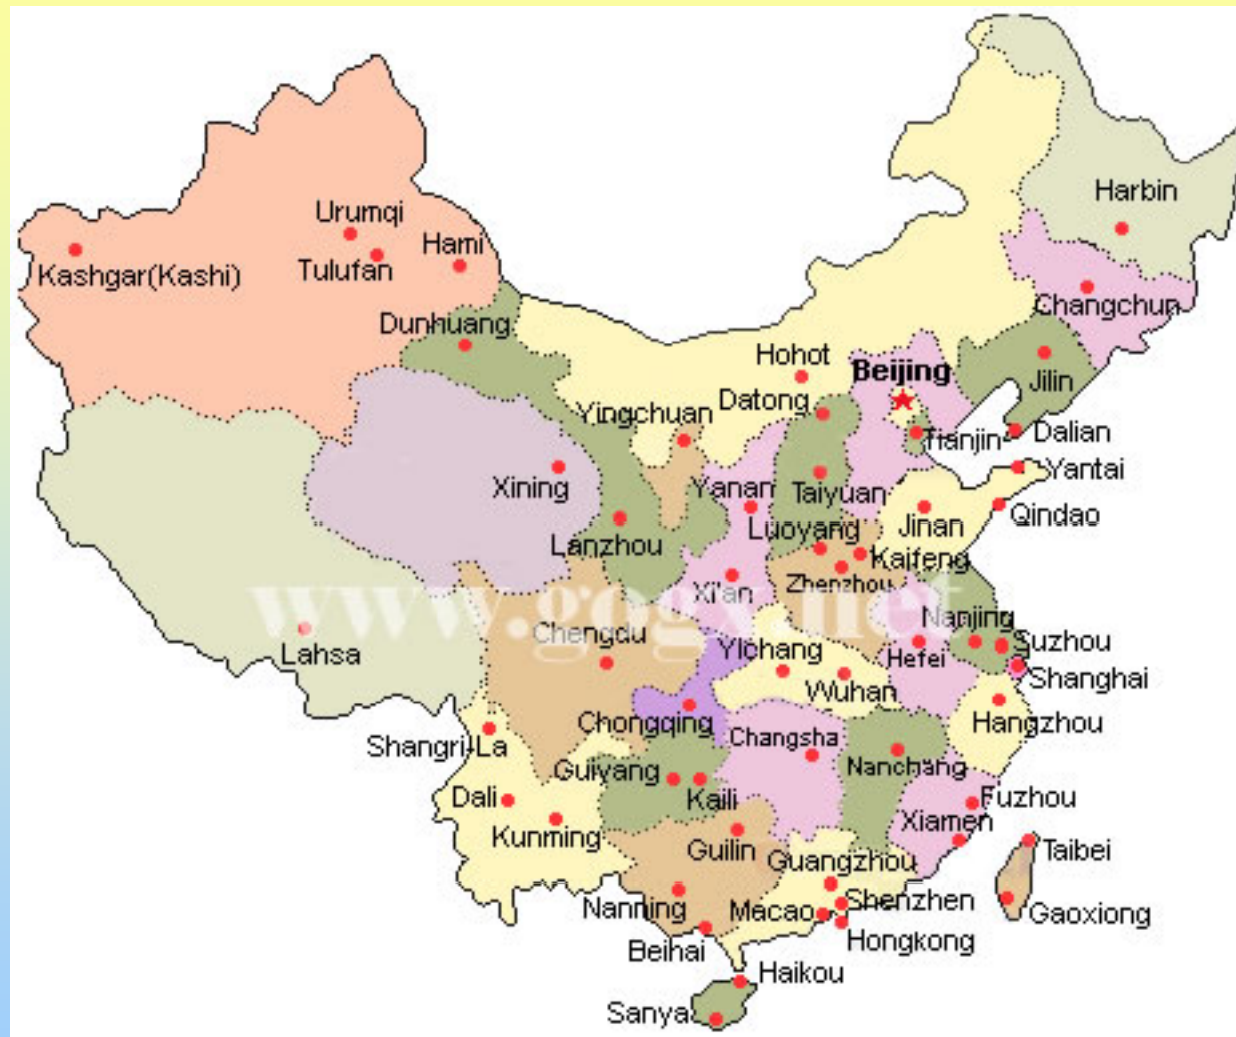 Harbin
Urumqi
Hami
Tulufan
Kashgar(Kashi)
Changchun
Dunhuang
Hohot
Beijing
Jilin
Datong
Yingchuan
Tianjin
Dalian
Yantai
Xining
Yanan
Taiyuan
Qindao
Luoyang
Jinan
Lanzhou
Kaifeng
Zhenzhou
Xi'an
www.gogx.net
Nanjing
Chengdu
Suzhou
Lahsa
Yichang
Hefei
Shanghai
Wuhan
Chongqing
Hangzhou
Changsha
Shangri-La
Nanchang
Guiyang
Dali
Kaili
Fuzhou
Kunming
Xiamen
Guilin
Taibei
Guangzhou
Nanning
Macao
Shenzhen
Gaoxiong
Hongkong
Beihai
Haikou
Sanya